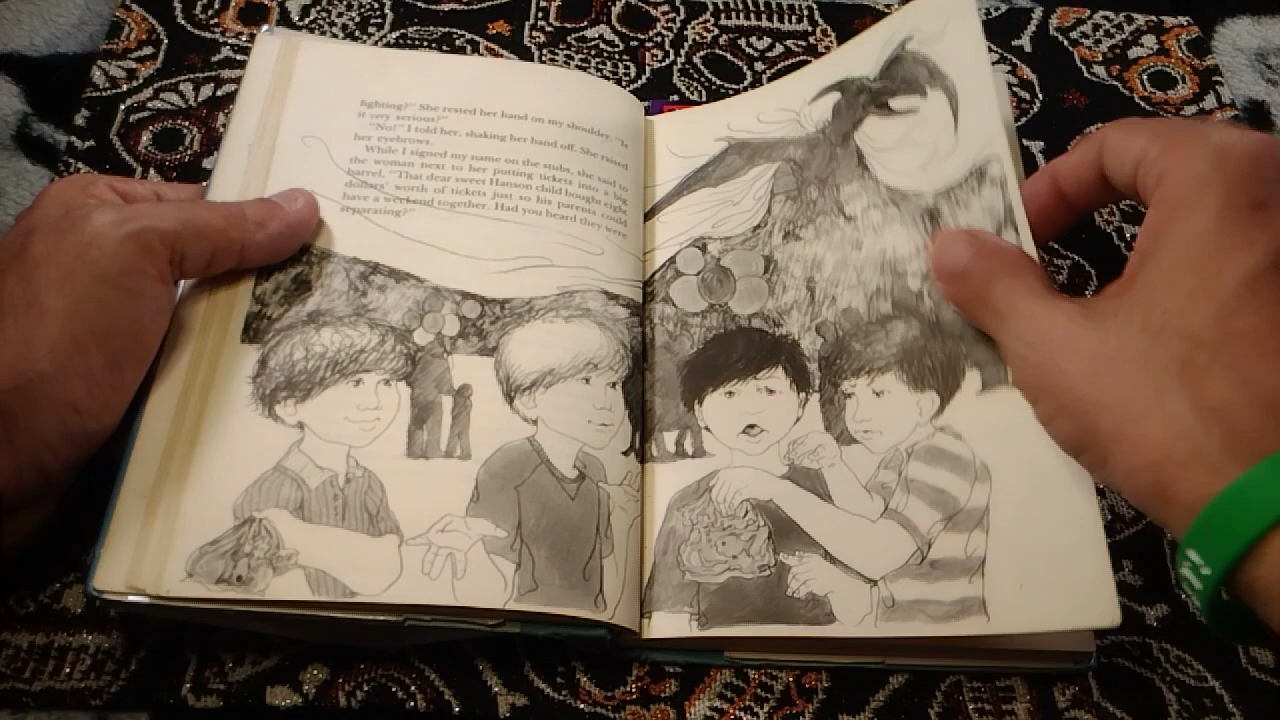 fighting?" She rested her hand on my shoulder. "Is
it very serious?"
"No!" I told her, shaking her hand off. She raised
her eyebrows.
While I signed my name on the stubs, she said to
the woman next to her putting tickets into a big
barrel, "That dear sweet Hanson child bought eight
dollars' worth of tickets just so his parents could
have a weekend together. Had you heard they were
separating?"